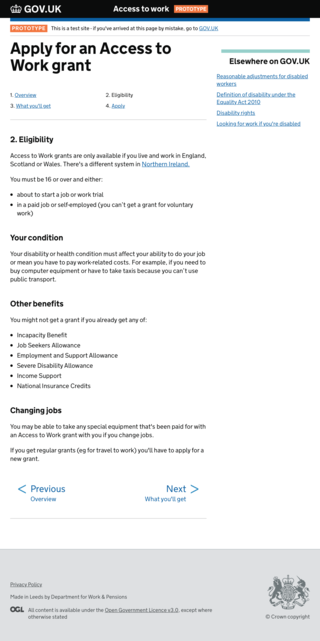 GOV.UK Access to work PROTOTYPE
PROTOTYPE This is a test site - if you've arrived at this page by mistake, go to GOV.UK
Apply for an Access to
Work grant
1. Overview
2. Eligibility
3. What you'll get
4. Apply
Elsewhere on GOV.UK
Reasonable adjustments for disabled
workers
Definition of disability under the
Equality Act 2010
Disability rights
Looking for work if you're disabled
2. Eligibility
Access to Work grants are only available if you live and work in England,
Scotland or Wales. There's a different system in Northern Ireland.
You must be 16 or over and either:
• about to start a job or work trial
• in a paid job or self-employed (you can't get a grant for voluntary
work)
Your condition
Your disability or health condition must affect your ability to do your job
or mean you have to pay work-related costs. For example, if you need to
buy computer equipment or have to take taxis because you can't use
public transport.
Other benefits
You might not get a grant if you already get any of:
• Incapacity Benefit
• Job Seekers Allowance
• Employment and Support Allowance
• Severe Disability Allowance
• Income Support
• National Insurance Credits
Changing jobs
You may be able to take any special equipment that's been paid for with
an Access to Work grant with you if you change jobs.
If you get regular grants (eg for travel to work) you'll have to apply for a
new grant.
Previous
Overview
Next
What you'll get
Privacy Policy
Made in Leeds by Department for Work & Pensions
OGL All content is available under the Open Government Licence v3.0, except where
otherwise stated
© Crown copyright